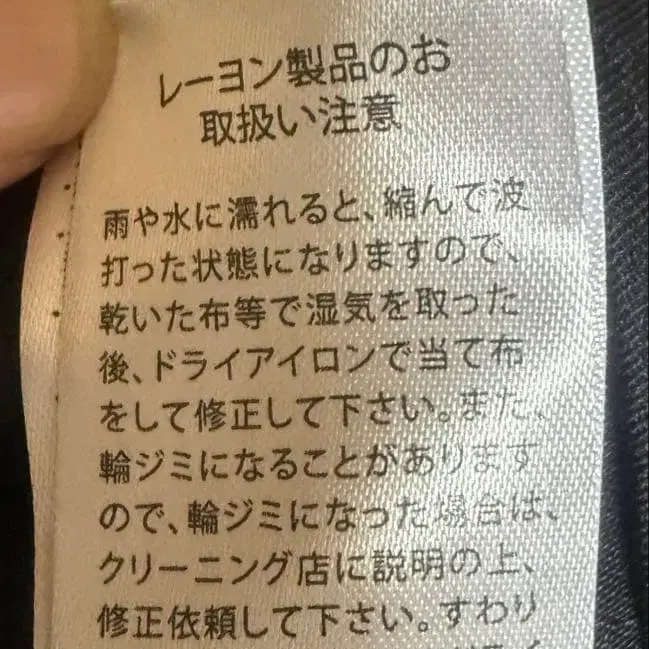 レーヨン製品のお
取扱い注意
雨や水に濡れると、縮んで波
打った状態になりますので、
乾いた布等で湿気を取った
後、ドライアイロンで当て布
をして修正して下さい。また、
輪ジミになることがあります
ので、輪ジミになった場合は、
クリーニング店に説明の上、
修正依頼して下さい。すわり